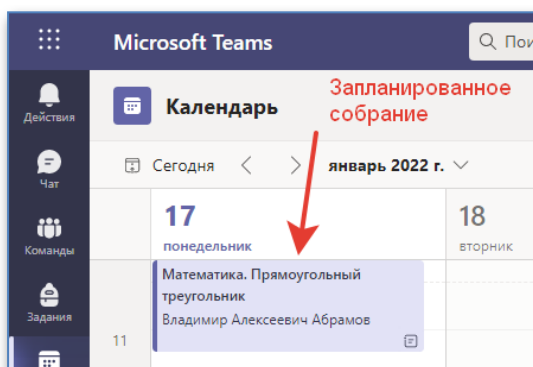 Microsoft Teams
Пои
Действия
Календарь
Запланированное
собрание
Чат
Сегодня
январь 2022 г.
Команды
17
понедельник
18
вторник
Задания
Математика. Прямоугольный
треугольник
Владимир Алексеевич Абрамов
11